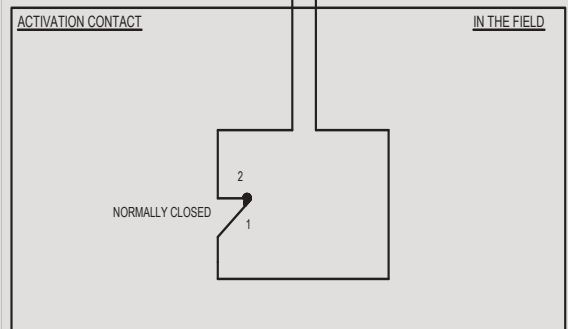 ACTIVATION CONTACT
IN THE FIELD
2
NORMALLY CLOSED
1